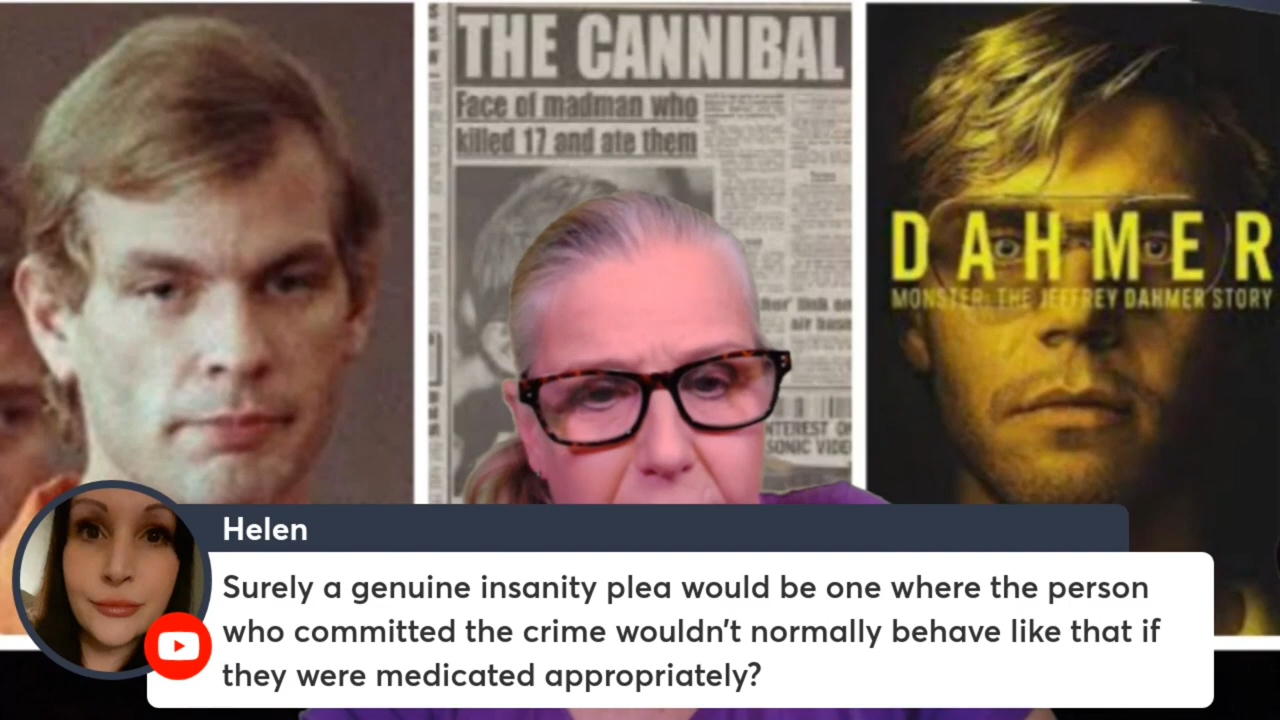 THE CANNIBAL
Face of madman who
killed 17 and ate them
DAHMER
MONSTER: THE JEFFREY DAHMER STORY
INTEREST
SONIC VIDE
Helen
Surely a genuine insanity plea would be one where the person
who committed the crime wouldn't normally behave like that if
they were medicated appropriately?